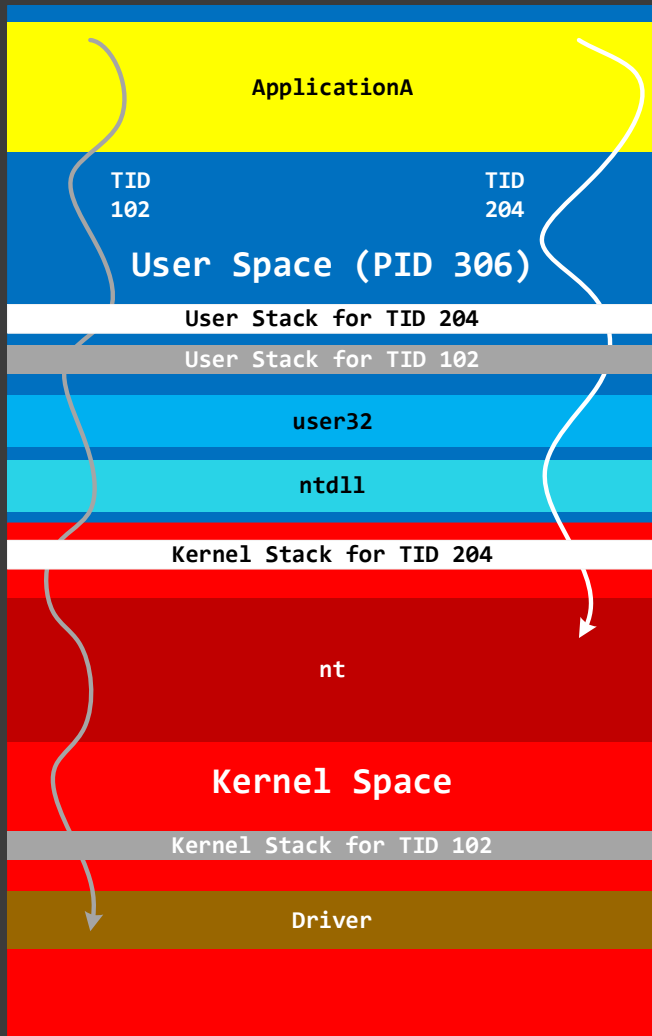 ApplicationA
TID TID
102 204
User Space (PID 306)
User Stack for TID 204
User Stack for TID 102
user32
ntdll
Kernel Stack for TID 204
nt
Kernel Space
Kernel Stack for TID 102
Driver